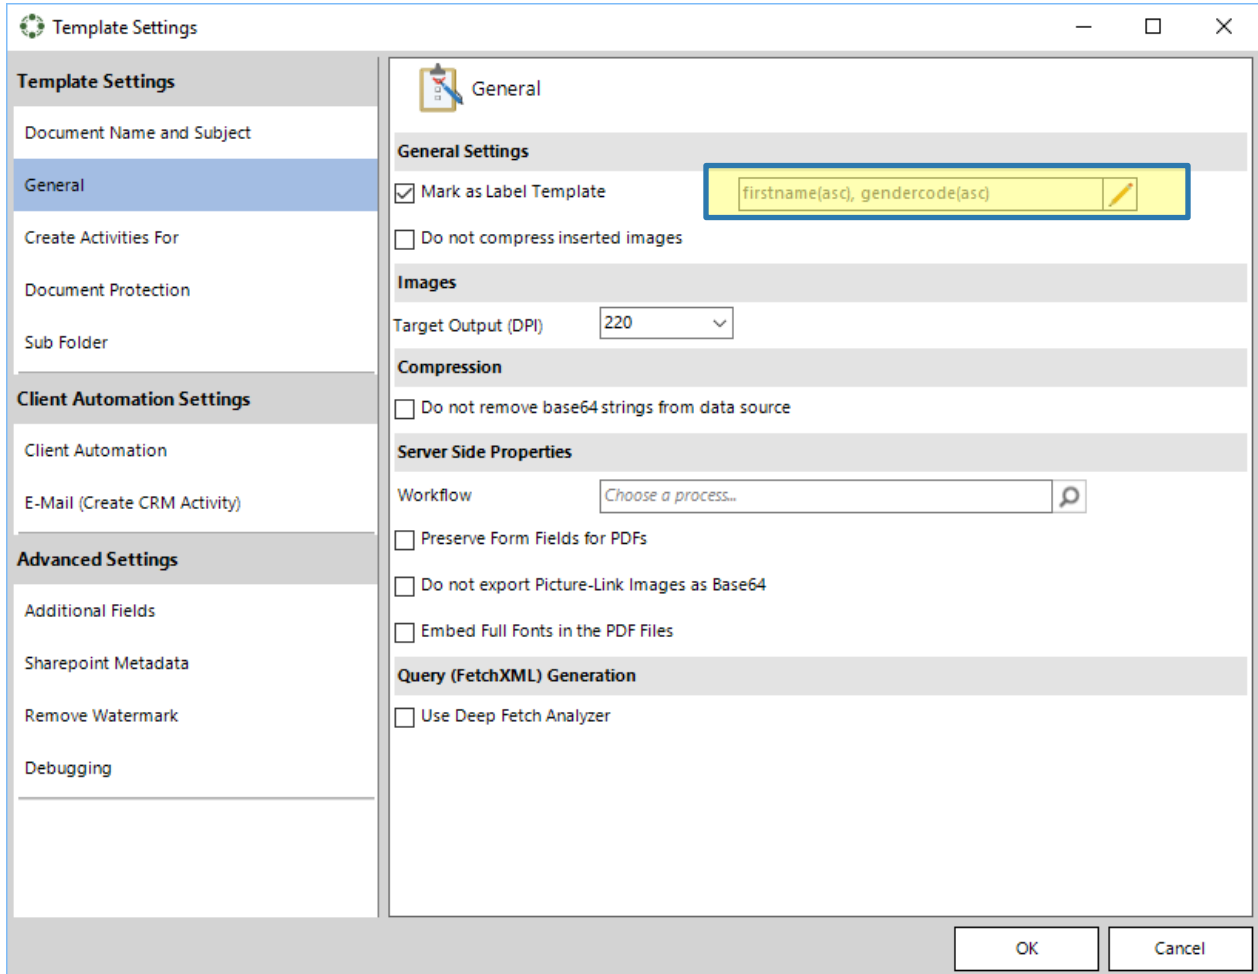 Template Settings
Template Settings
Document Name and Subject
General
Create Activities For
Document Protection
Sub Folder
Client Automation Settings
Client Automation
E-Mail (Create CRM Activity)
Advanced Settings
Additional Fields
Sharepoint Metadata
Remove Watermark
Debugging
General
General Settings
Mark as Label Template firstname(asc), gendercode(asc)
Do not compress inserted images
Images
Target Output (DPI) 220
Compression
Do not remove base64 strings from data source
Server Side Properties
Workflow Choose a process...
Preserve Form Fields for PDFs
Do not export Picture-Link Images as Base64
Embed Full Fonts in the PDF Files
Query (FetchXML) Generation
Use Deep Fetch Analyzer
OK Cancel